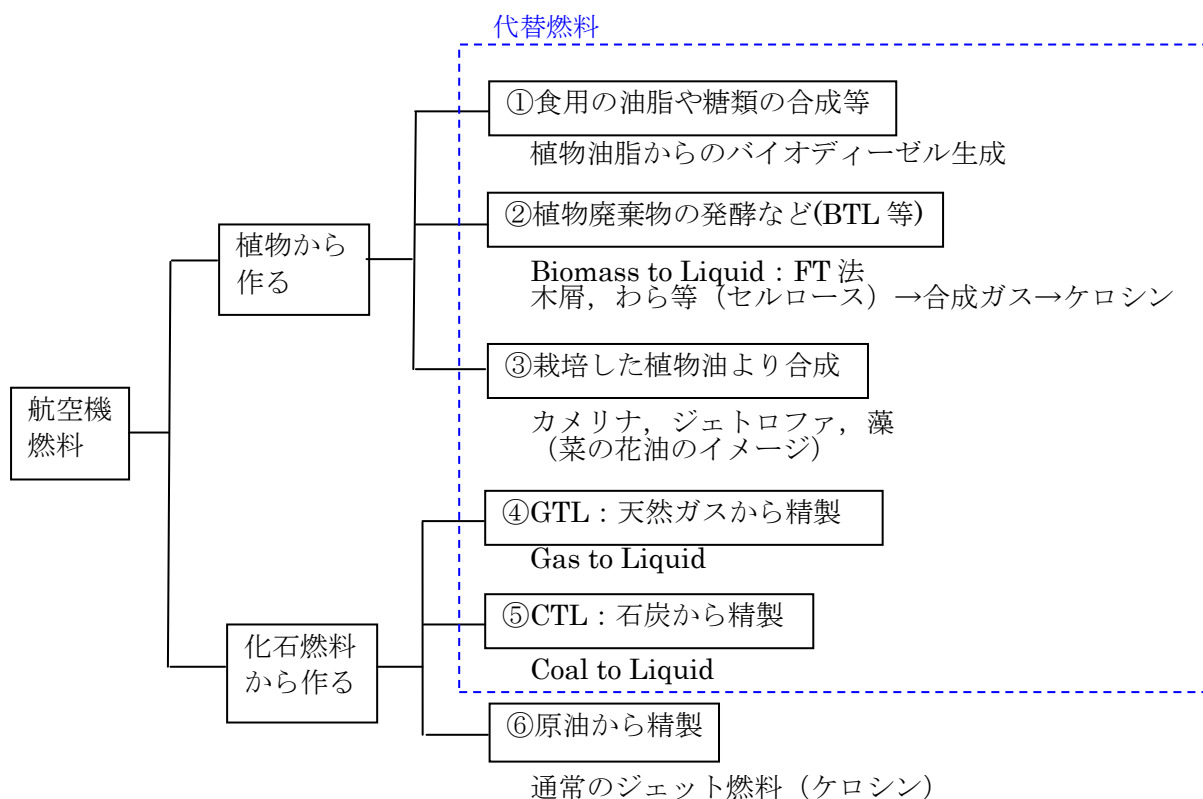 代替燃料
①食用の油脂や糖類の合成等
植物油脂からのバイオディーゼル生成
植物から
作る
②植物廃棄物の発酵など(BTL 等)
Biomass to Liquid:FT 法
木屑,わら等(セルロース)→合成ガス→ケロシン
③栽培した植物油より合成
カメリナ,ジェトロファ,藻
(菜の花油のイメージ)
航空機
燃料
④GTL:天然ガスから精製
Gas to Liquid
⑤CTL:石炭から精製
Coal to Liquid
化石燃料
から作る
⑥原油から精製
通常のジェット燃料(ケロシン)